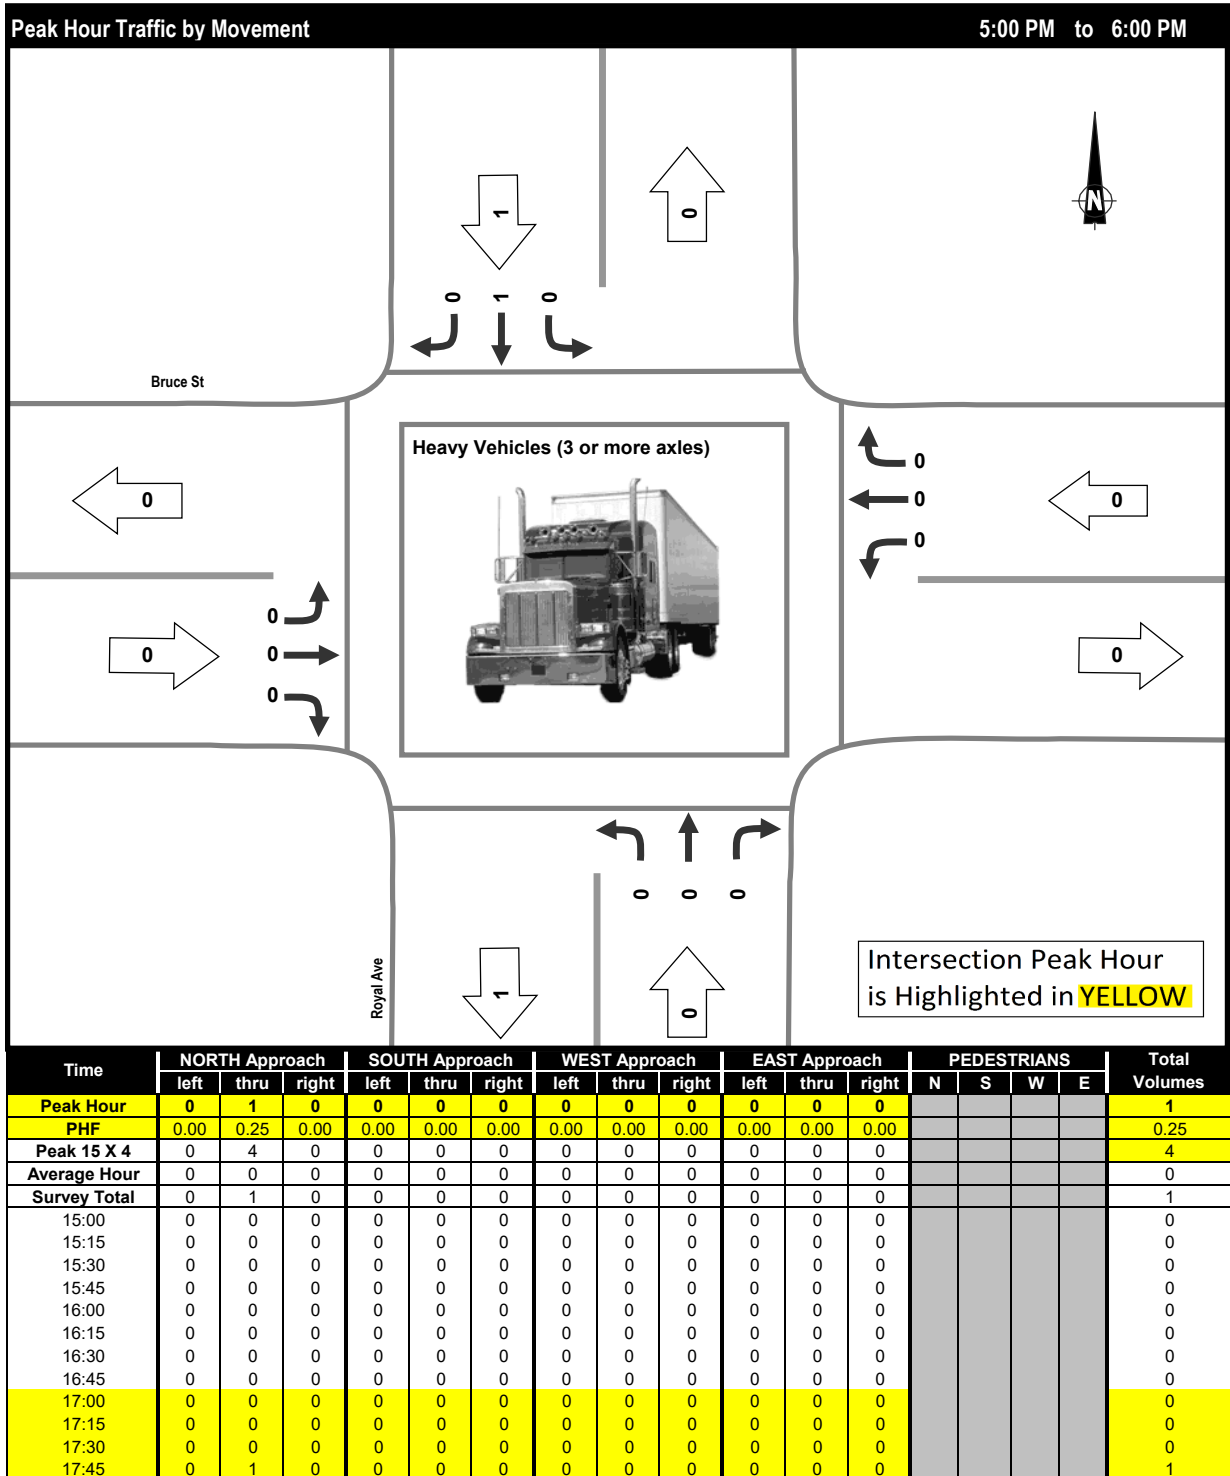 Peak Hour Traffic by Movement 5:00 PM to 6:00 PM
1 0
N
0 1 0
Bruce St
Heavy Vehicles (3 or more axles)
0
0 0 0
0
0
0 0 0
0
0 0 0
Royal Ave
1 0
Intersection Peak Hour
is Highlighted in YELLOW
Time NORTH Approach SOUTH Approach WEST Approach EAST Approach PEDESTRIANS Total
left thru right left thru right left thru right left thru right N S W E Volumes
Peak Hour 0 1 0 0 0 0 0 0 0 0 0 0 1
PHF 0.00 0.25 0.00 0.00 0.00 0.00 0.00 0.00 0.00 0.00 0.00 0.00 0.25
Peak 15 X 4 0 4 0 0 0 0 0 0 0 0 0 0 4
Average Hour 0 0 0 0 0 0 0 0 0 0 0 0 0
Survey Total 0 1 0 0 0 0 0 0 0 0 0 0 1
15:00 0 0 0 0 0 0 0 0 0 0 0 0 0
15:15 0 0 0 0 0 0 0 0 0 0 0 0 0
15:30 0 0 0 0 0 0 0 0 0 0 0 0 0
15:45 0 0 0 0 0 0 0 0 0 0 0 0 0
16:00 0 0 0 0 0 0 0 0 0 0 0 0 0
16:15 0 0 0 0 0 0 0 0 0 0 0 0 0
16:30 0 0 0 0 0 0 0 0 0 0 0 0 0
16:45 0 0 0 0 0 0 0 0 0 0 0 0 0
17:00 0 0 0 0 0 0 0 0 0 0 0 0 0
17:15 0 0 0 0 0 0 0 0 0 0 0 0 0
17:30 0 0 0 0 0 0 0 0 0 0 0 0 0
17:45 0 1 0 0 0 0 0 0 0 0 0 0 1